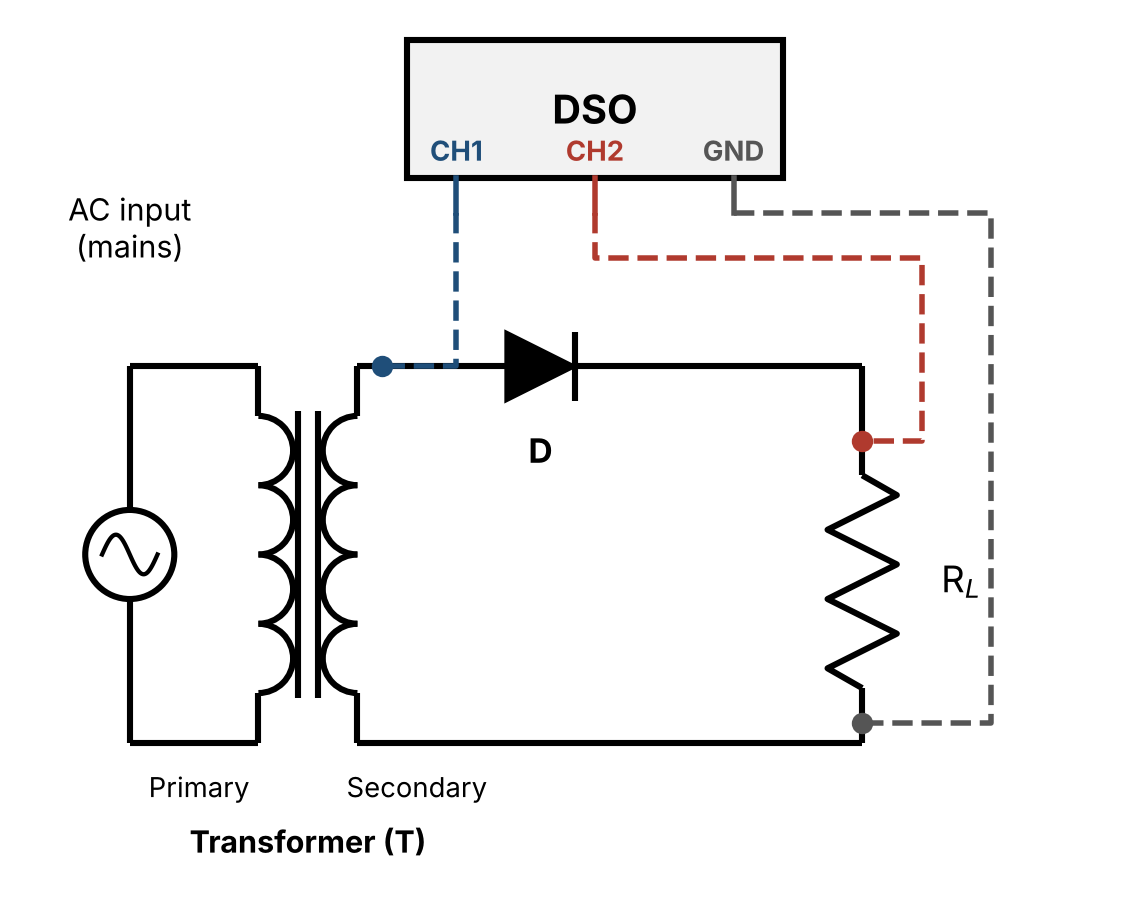 DSO
CH1 CH2 GND
AC input
(mains)
D
R_L
Primary Secondary
Transformer (T)